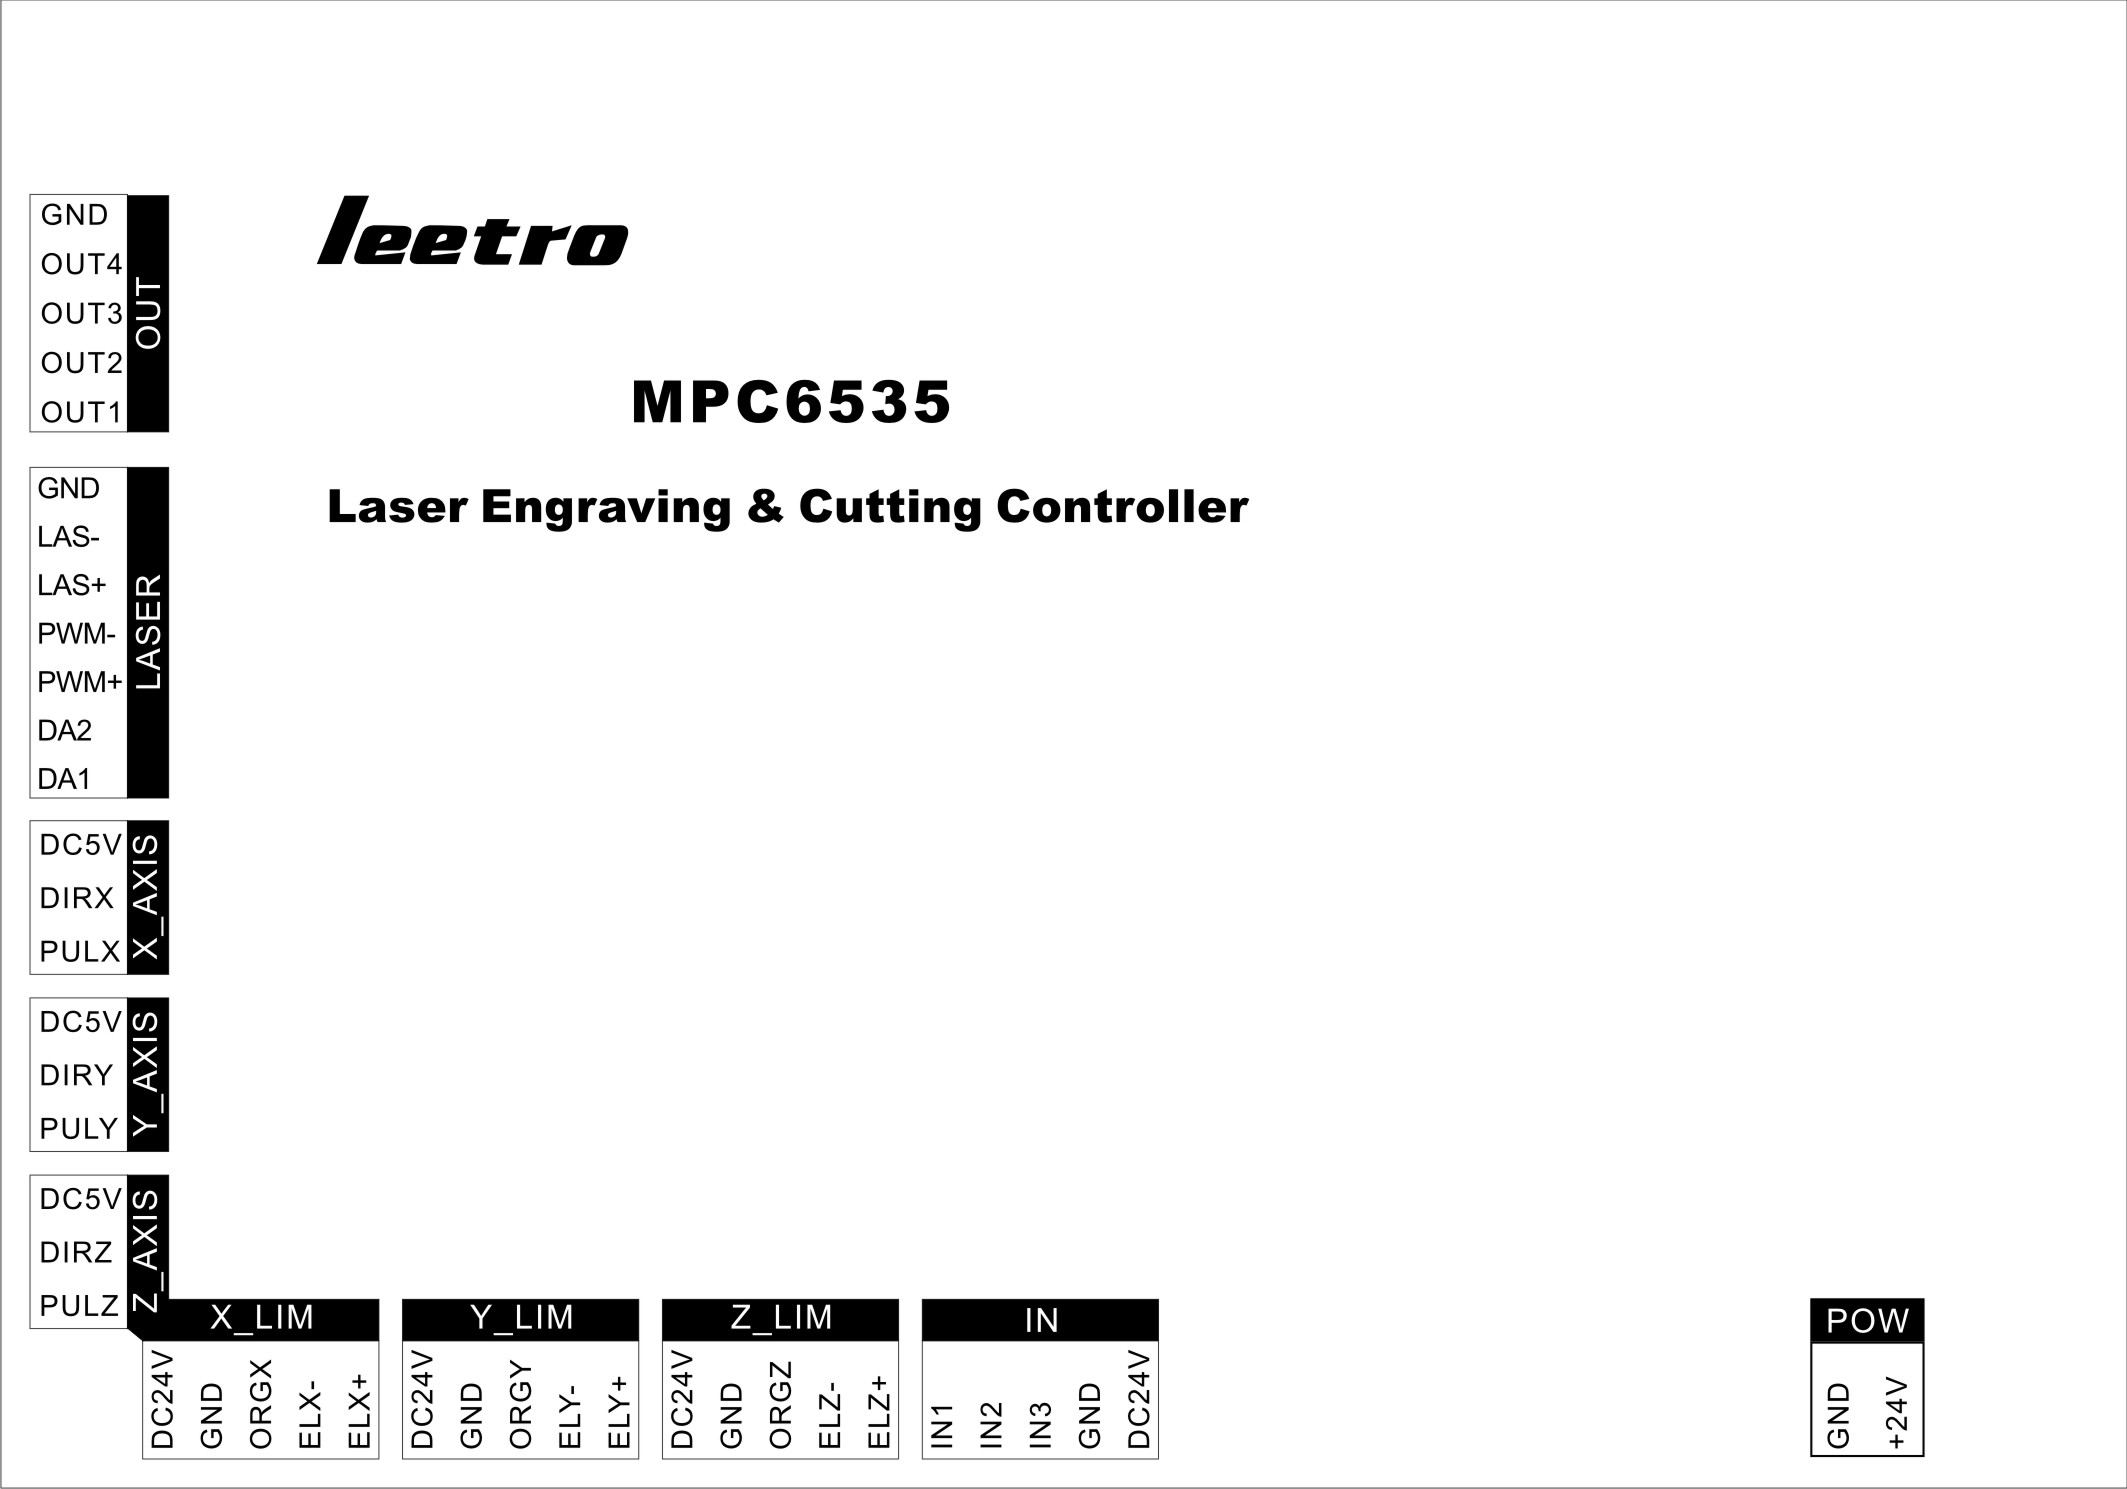 leetro
MPC6535
Laser Engraving & Cutting Controller
GND
OUT4
OUT3
OUT2
OUT1
OUT
GND
LAS-
LAS+
PWM-
PWM+
DA2
DA1
LASER
DC5V
DIRX
PULX
X_AXIS
DC5V
DIRY
PULY
Y_AXIS
DC5V
DIRZ
PULZ
Z_AXIS
X_LIM
DC24V
GND
ORGX
ELX-
ELX+
Y_LIM
DC24V
GND
ORGY
ELY-
ELY+
Z_LIM
DC24V
GND
ORGZ
ELZ-
ELZ+
IN
IN1
IN2
IN3
GND
DC24V
POW
GND
+24V